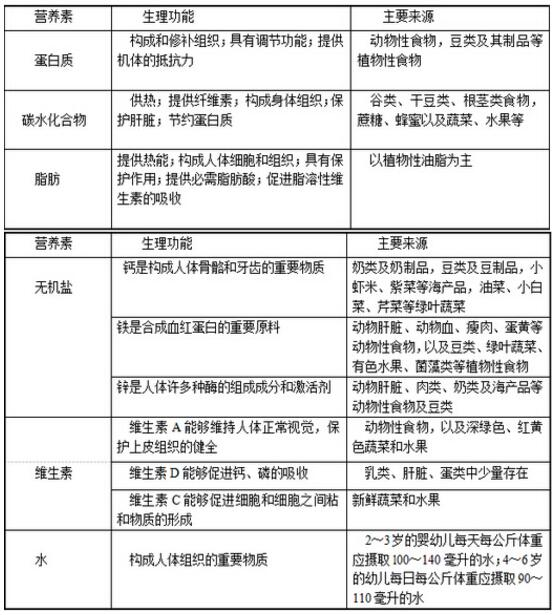 营养素 生理功能 主要来源
蛋白质
构成和修补组织；具有调节功能；提供
机体的抵抗力
动物性食物，豆类及其制品等
植物性食物
碳水化合物
供热；提供纤维素；构成身体组织；保
护肝脏；节约蛋白质
谷类、干豆类、根茎类食物，
蔗糖、蜂蜜以及蔬菜、水果等
脂肪
提供热能；构成人体细胞和组织；具有保
护作用；提供必需脂肪酸；促进脂溶性维
生素的吸收
以植物性油脂为主
营养素 生理功能 主要来源
无机盐
钙是构成人体骨骼和牙齿的重要物质
奶类及奶制品，豆类及豆制品，小
虾米、紫菜等海产品，油菜、小白
菜、芹菜等绿叶蔬菜
铁是合成血红蛋白的重要原料
动物肝脏、动物血、瘦肉、蛋黄等
动物性食物，以及豆类、绿叶蔬菜、
有色水果、菌藻类等植物性食物
锌是人体许多种酶的组成成分和激活剂
动物肝脏、肉类、奶类及海产品等
动物性食物及豆类
维生素
维生素 A 能够维持人体正常视觉，保
护上皮组织的健全
动物性食物，以及深绿色、红黄
色蔬菜和水果
维生素 D 能够促进钙、磷的吸收
乳类、肝脏、蛋类中少量存在
维生素 C 能够促进细胞和细胞之间粘
和物质的形成
新鲜蔬菜和水果
水
构成人体组织的重要物质
2～3岁的婴幼儿每天每公斤体重
应摄取100～140 毫升的水；4～6岁
的幼儿每日每公斤体重应摄取90～
110毫升的水